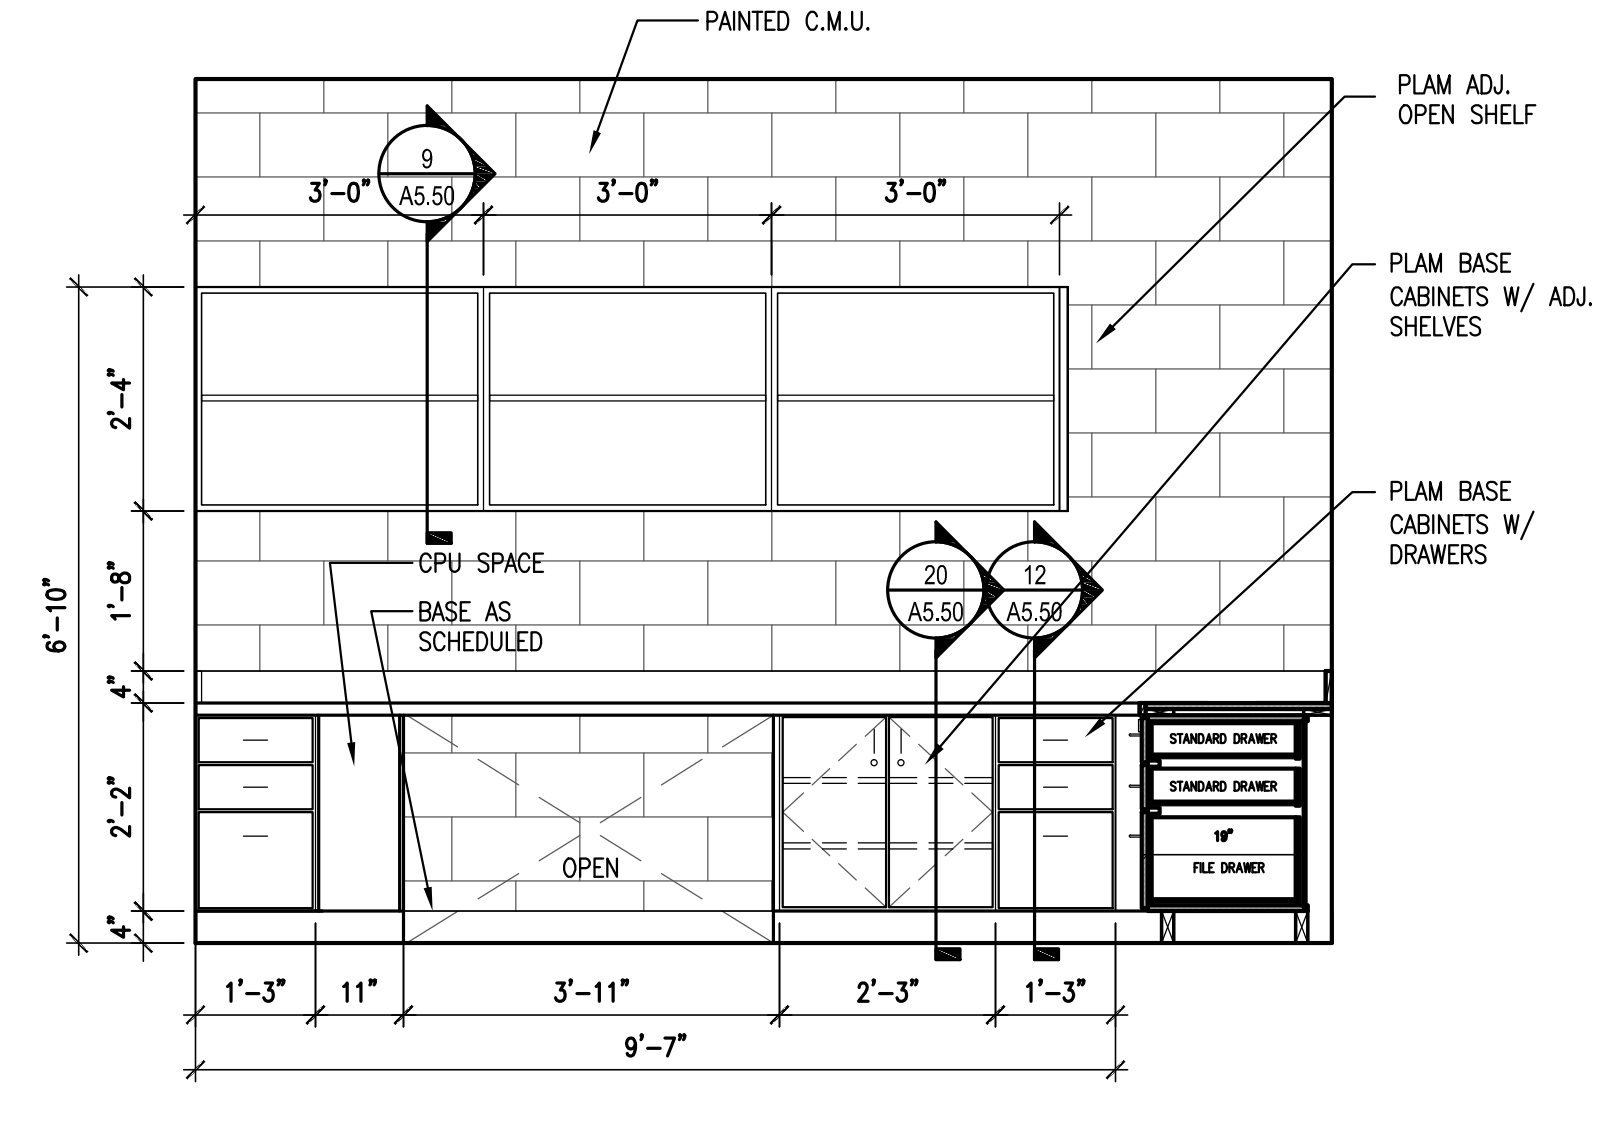 PAINTED C.M.U.
PLAM ADJ.
OPEN SHELF
9
A5.50
3'-0"
3'-0"
3'-0"
PLAM BASE
CABINETS W/ ADJ.
SHELVES
2'-4"
PLAM BASE
CABINETS W/
DRAWERS
CPU SPACE
BASE AS
SCHEDULED
20
A5.50
12
A5.50
6'-10"
1'-8"
4"
2'-2"
4"
STANDARD DRAWER
STANDARD DRAWER
19"
FILE DRAWER
OPEN
1'-3"
11"
3'-11"
2'-3"
1'-3"
9'-7"